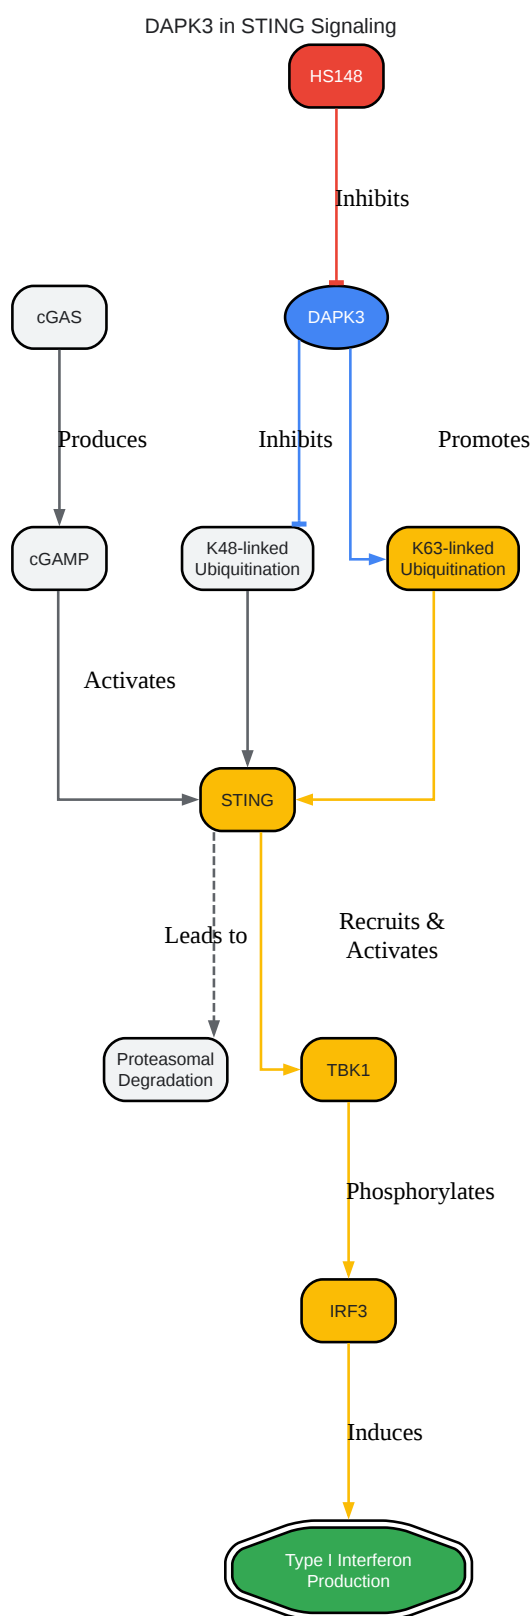 DAPK3 in STING Signaling
HS148
Inhibits
cGAS
DAPK3
Produces
Inhibits
Promotes
cGAMP
K48-linked
Ubiquitination
K63-linked
Ubiquitination
Activates
STING
Leads to
Recruits &
Activates
Proteasomal
Degradation
TBK1
Phosphorylates
IRF3
Induces
Type I Interferon
Production